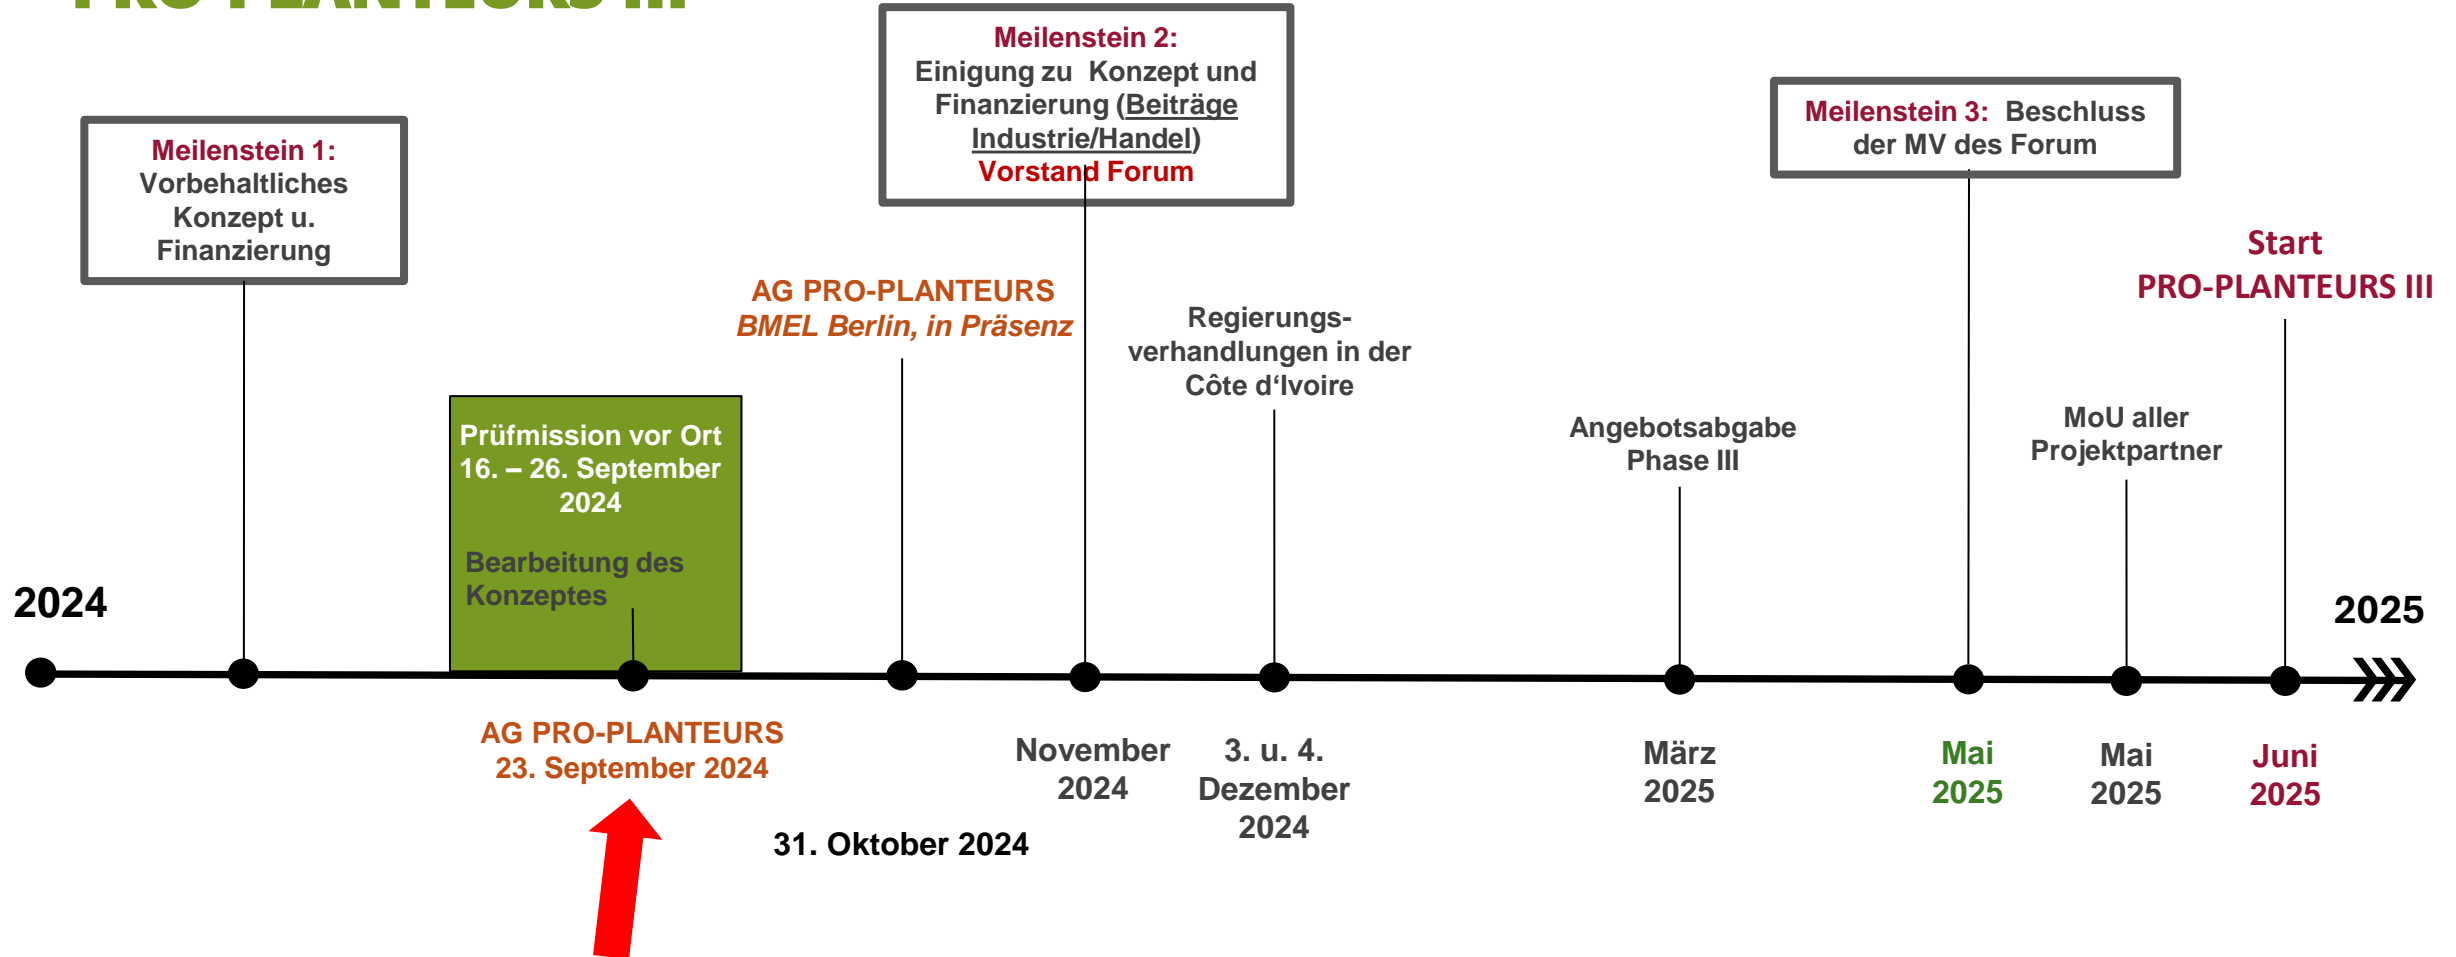 PRO-PLANTEURS III
Meilenstein 1:
Vorbehaltliches
Konzept u.
Finanzierung
Prüfmission vor Ort
16. – 26. September
2024
Bearbeitung des
Konzeptes
AG PRO-PLANTEURS
BMEL Berlin, in Präsenz
Meilenstein 2:
Einigung zu Konzept und
Finanzierung (Beiträge
Industrie/Handel)
Vorstand Forum
Regierungs-
verhandlungen in der
Côte d‘Ivoire
Angebotsabgabe
Phase III
Meilenstein 3: Beschluss
der MV des Forum
MoU aller
Projektpartner
Start
PRO-PLANTEURS III
2024
2025
AG PRO-PLANTEURS
23. September 2024
31. Oktober 2024
November
2024
3. u. 4.
Dezember
2024
März
2025
Mai
2025
Mai
2025
Juni
2025